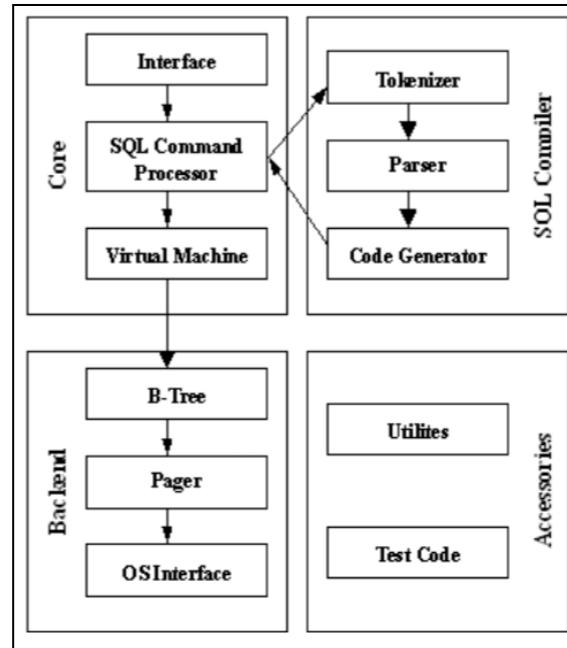 Core
Interface
SQL Command
Processor
Virtual Machine
SQL Compiler
Tokenizer
Parser
Code Generator
Backend
B-Tree
Pager
OS Interface
Accessories
Utilites
Test Code